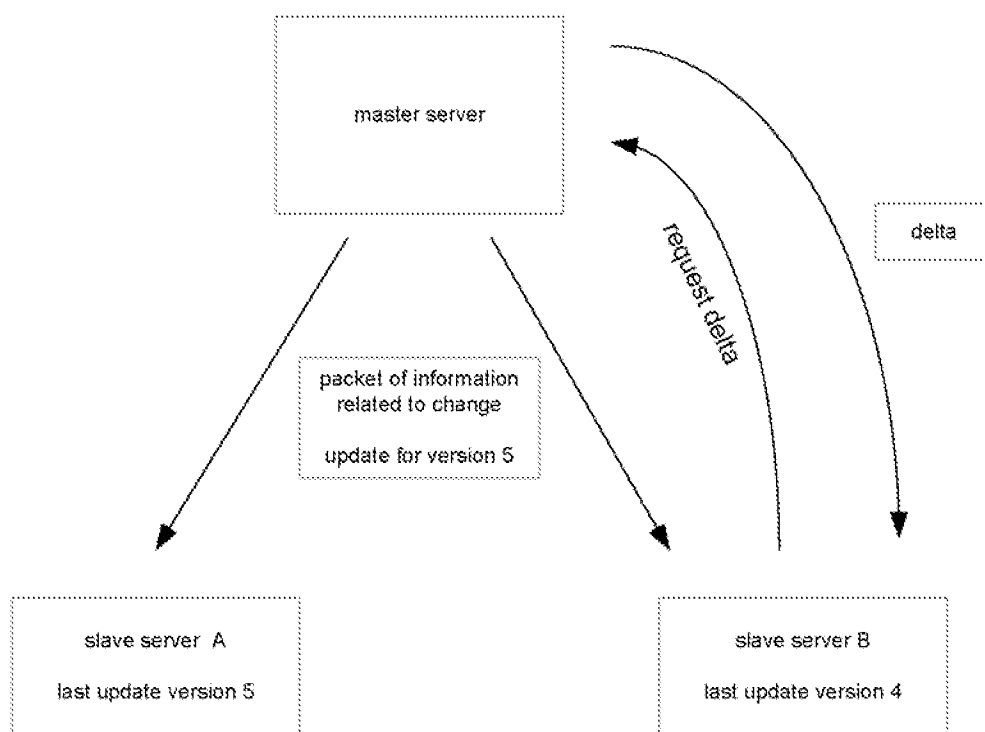 master server
delta
request delta
packet of information
related to change
update for version 5
slave server A
last update version 5
slave server B
last update version 4